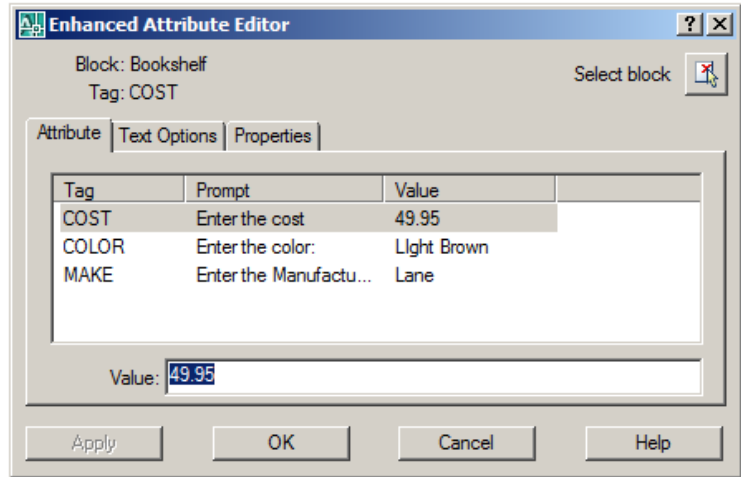 Enhanced Attribute Editor
Block: Bookshelf
Select block
Tag: COST
Attribute Text Options Properties
Tag Prompt Value
COST Enter the cost 49.95
COLOR Enter the color: LIght Brown
MAKE Enter the Manufactu... Lane
Value: 49.95
Apply OK Cancel Help